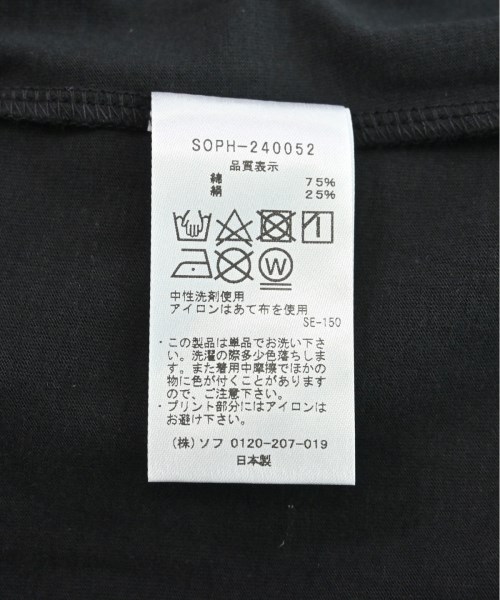 SOPH-240052
品質表示
綿 75%
絹 25%
W
中性洗剤使用
アイロンはあて布を使用
SE-150
・この製品は単品でお洗い下さ
い。洗濯の際多少色落ちしま
す。また着用中摩擦でほかの
物に色が付くことがあります
ので、ご注意下さい。
・プリント部分にはアイロンは
お避け下さい。
(株)ソフ 0120-207-019
日本製